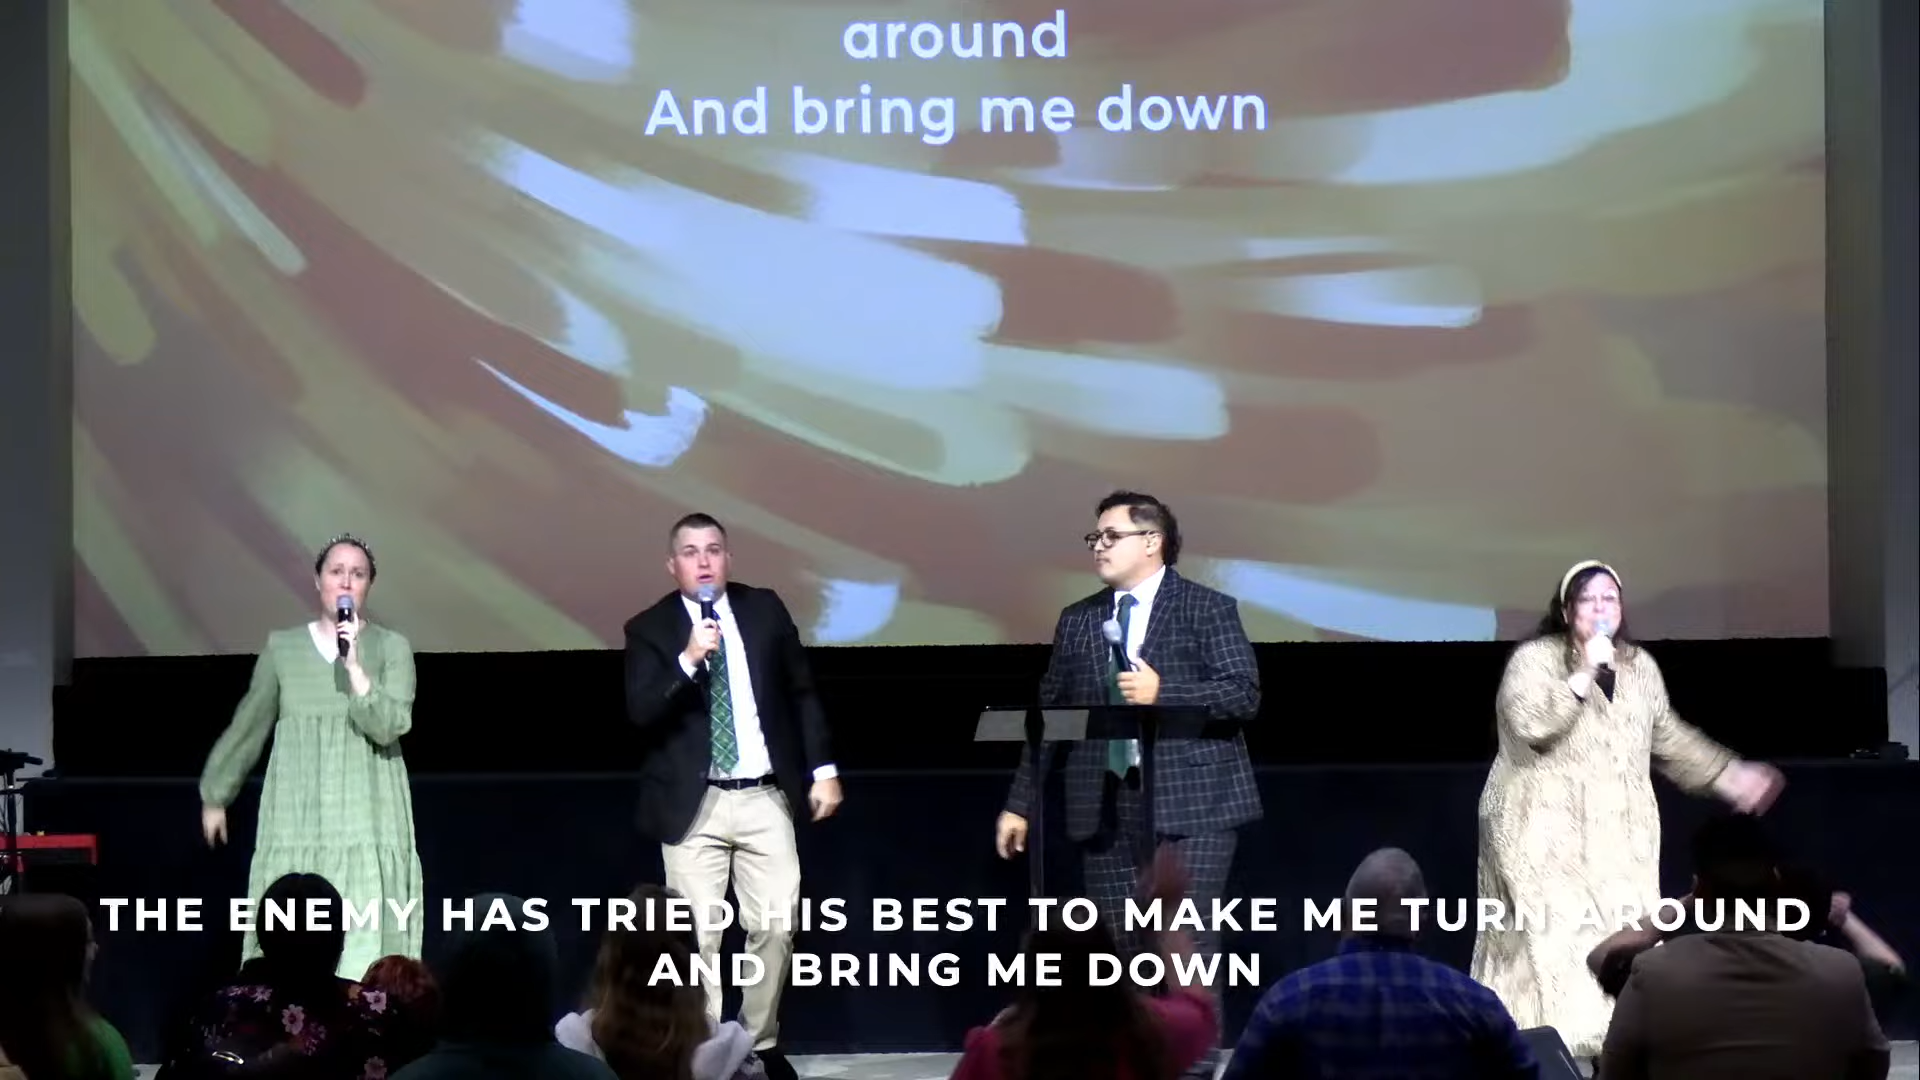 around
And bring me down
THE ENEMY HAS TRIED HIS BEST TO MAKE ME TURN AROUND
AND BRING ME DOWN